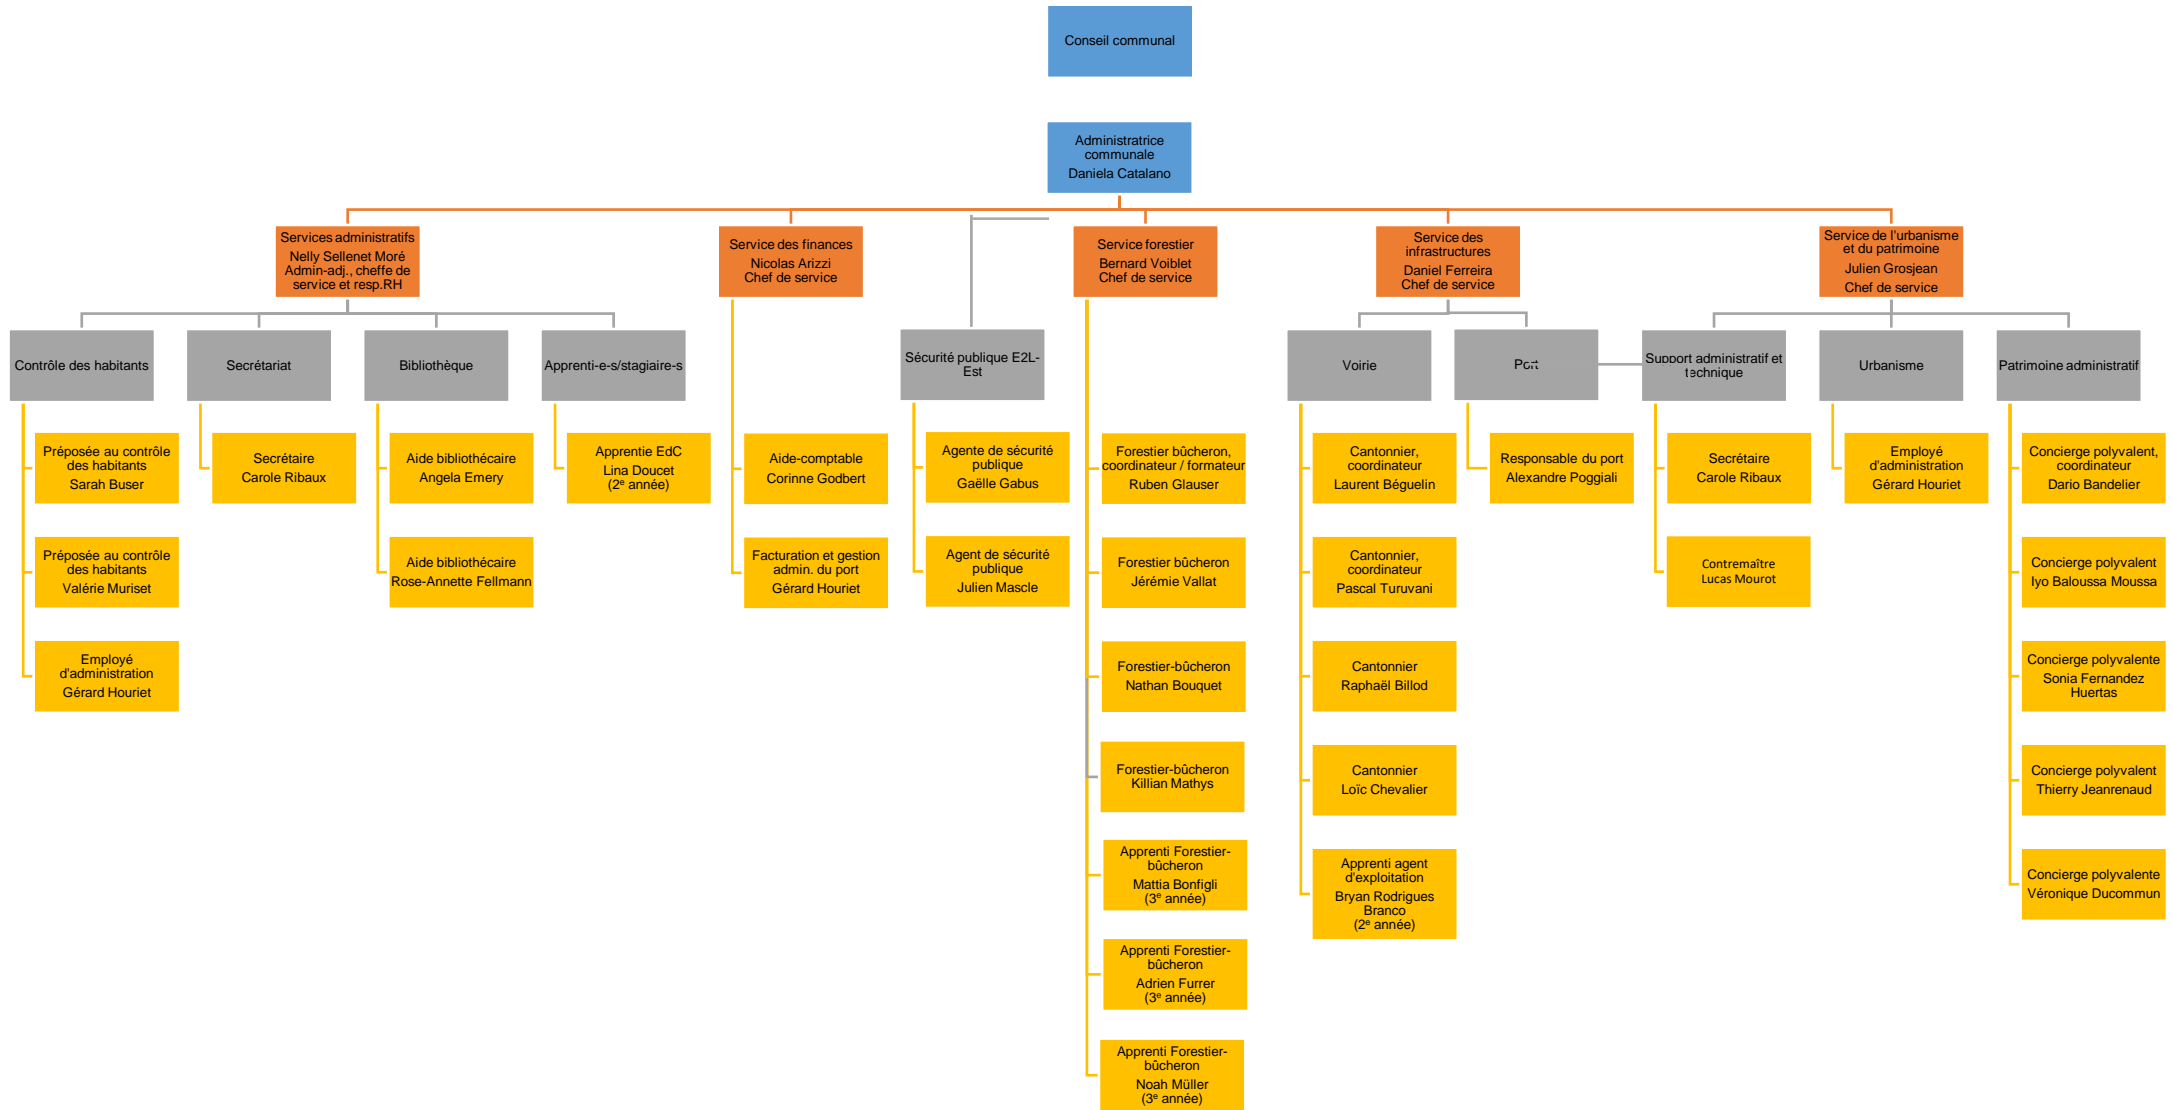 Conseil communal
Administratrice
communale
Daniela Catalano
Services administratifs
Nelly Sellenet Moré
Admin-adj., cheffe de
service et resp.RH
Service des finances
Nicolas Arizzi
Chef de service
Service forestier
Bernard Voiblet
Chef de service
Service des
infrastructures
Daniel Ferreira
Chef de service
Service de l'urbanisme
et du patrimoine
Julien Grosjean
Chef de service
Contrôle des habitants
Secrétariat
Bibliothèque
Apprenti-e-s/stagiaire-s
Sécurité publique E2L-
Est
Voirie
Port
Support administratif et
technique
Urbanisme
Patrimoine administratif
Préposée au contrôle
des habitants
Sarah Buser
Secrétaire
Carole Ribaux
Aide bibliothécaire
Angela Emery
Apprentie EdC
Lina Doucet
(2e année)
Aide-comptable
Corinne Godbert
Agente de sécurité
publique
Gaëlle Gabus
Forestier bûcheron,
coordinateur / formateur
Ruben Glauser
Cantonnier,
coordinateur
Laurent Béguelin
Responsable du port
Alexandre Poggiali
Secrétaire
Carole Ribaux
Employé
d'administration
Gérard Houriet
Concierge polyvalent,
coordinateur
Dario Bandelier
Préposée au contrôle
des habitants
Valérie Muriset
Aide bibliothécaire
Rose-Annette Fellmann
Facturation et gestion
admin. du port
Gérard Houriet
Agent de sécurité
publique
Julien Mascle
Forestier bûcheron
Jérémie Vallat
Cantonnier,
coordinateur
Pascal Turuvani
Contremaître
Lucas Mourot
Concierge polyvalent
Iyo Baloussa Moussa
Employé
d'administration
Gérard Houriet
Forestier-bûcheron
Nathan Bouquet
Cantonnier
Raphaël Billod
Concierge polyvalente
Sonia Fernandez
Huertas
Forestier-bûcheron
Killian Mathys
Cantonnier
Loïc Chevalier
Concierge polyvalent
Thierry Jeanrenaud
Apprenti Forestier-
bûcheron
Mattia Bonfigli
(3e année)
Apprenti agent
d'exploitation
Bryan Rodrigues
Branco
(2e année)
Concierge polyvalente
Véronique Ducommun
Apprenti Forestier-
bûcheron
Adrien Furrer
(3e année)
Apprenti Forestier-
bûcheron
Noah Müller
(3e année)